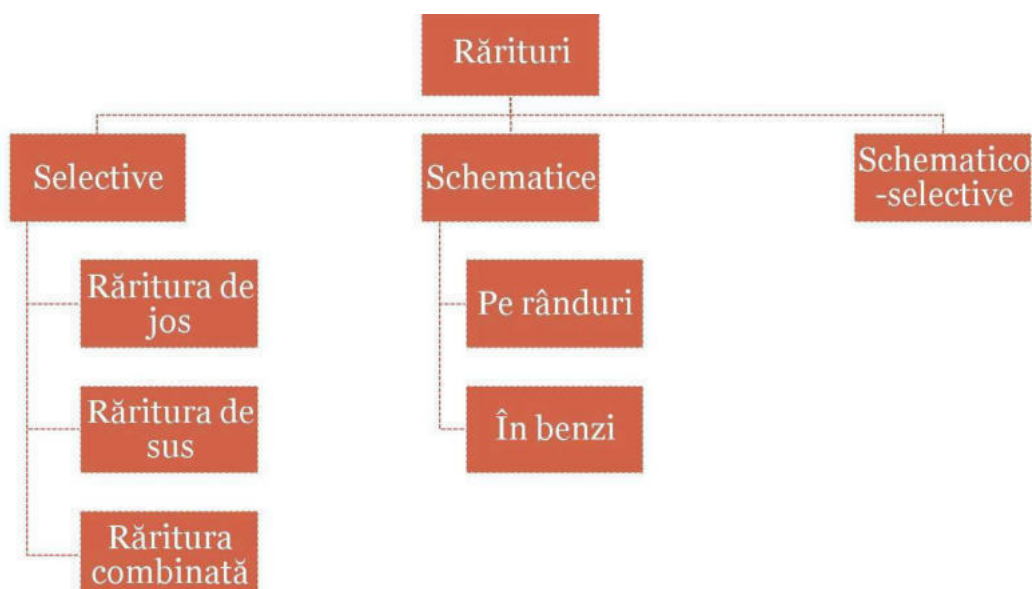 Rărituri
Selective
Schematice
Schematico
-selective
Răritura de
jos
Pe rânduri
Răritura de
sus
În benzi
Răritura
combinată